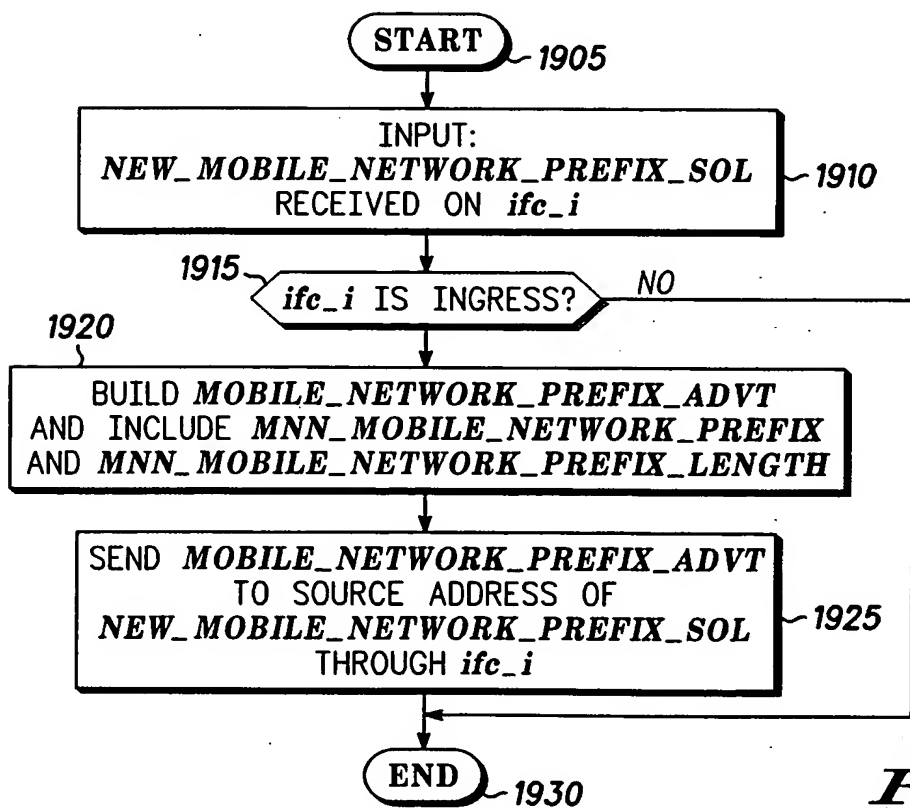 START
1905
INPUT:
NEW_MOBILE_NETWORK_PREFIX_SOL
RECEIVED ON ifc_i
1910
1915
ifc_i IS INGRESS?
NO
1920
BUILD MOBILE_NETWORK_PREFIX_ADVT
AND INCLUDE MNN_MOBILE_NETWORK_PREFIX
AND MNN_MOBILE_NETWORK_PREFIX_LENGTH
SEND MOBILE_NETWORK_PREFIX_ADVT
TO SOURCE ADDRESS OF
NEW_MOBILE_NETWORK_PREFIX_SOL
THROUGH ifc_i
1925
END
1930